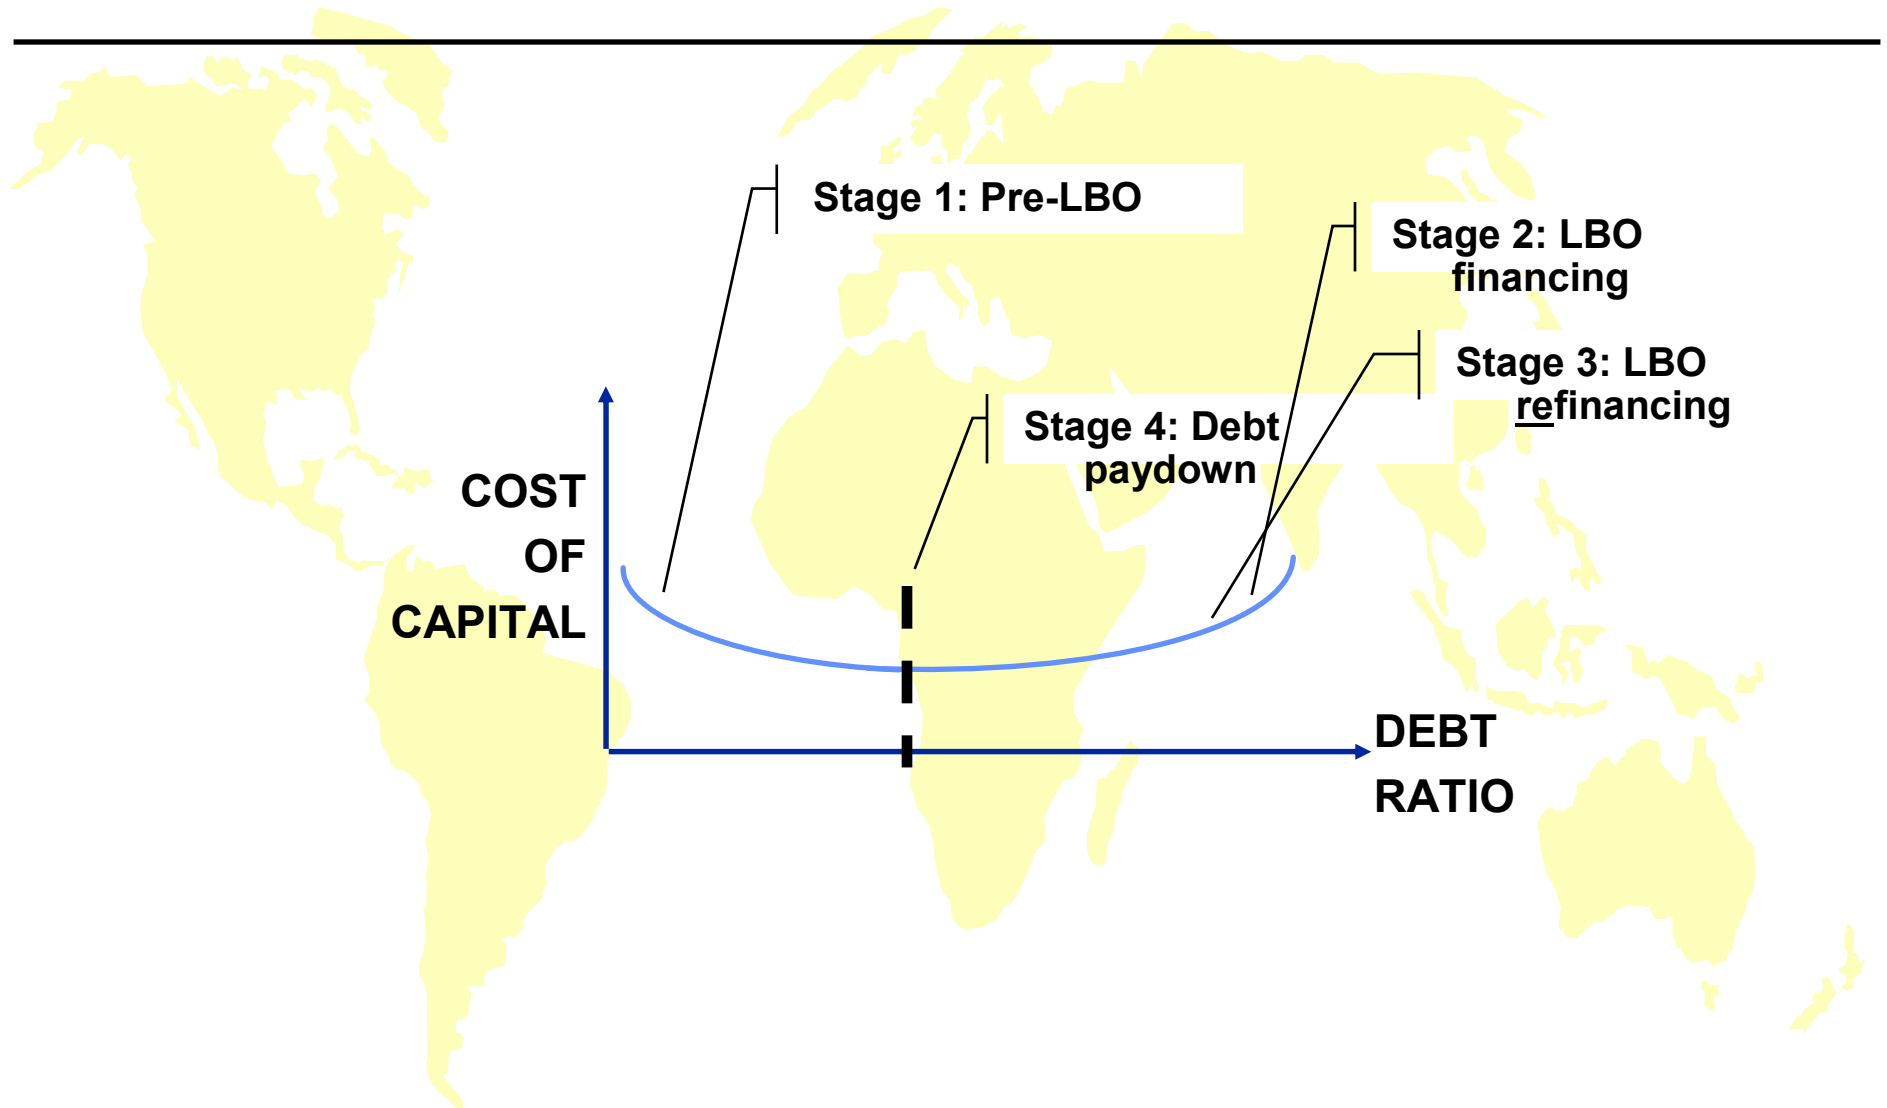 Stage 1: Pre-LBO
Stage 2: LBO
financing
Stage 3: LBO
refinancing
Stage 4: Debt
paydown
COST
OF
CAPITAL
DEBT
RATIO